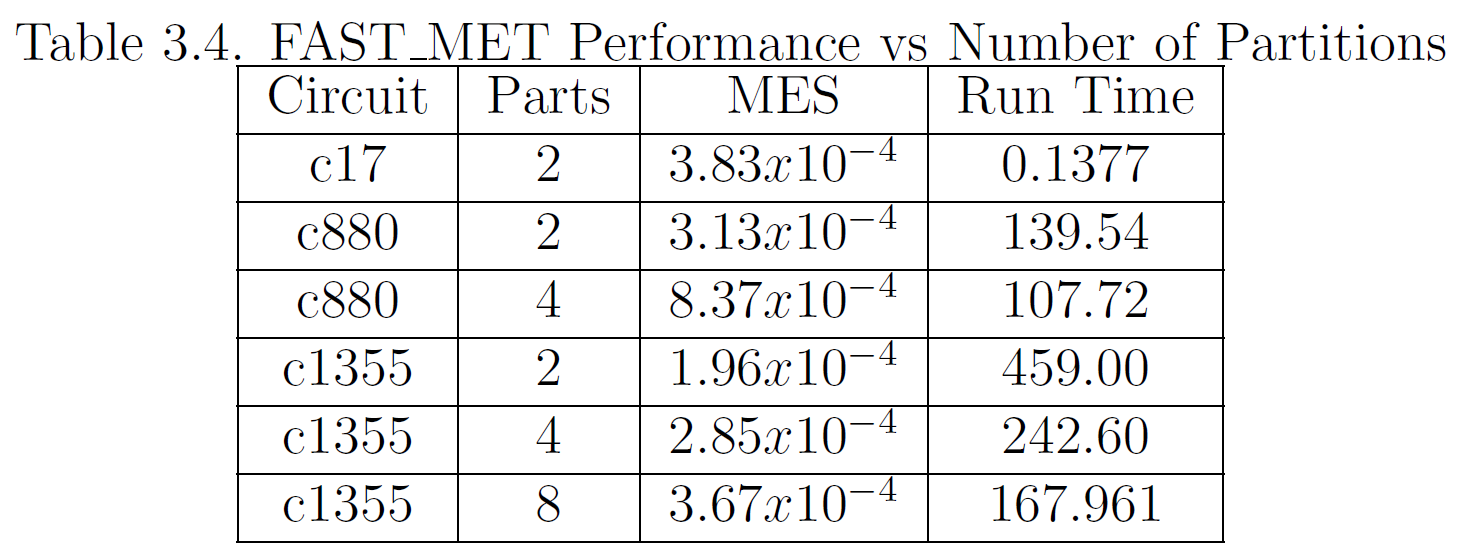 Table 3.4. FAST_MET Performance vs Number of Partitions
Circuit Parts MES Run Time
c17 2 3.83x10⁻⁴ 0.1377
c880 2 3.13x10⁻⁴ 139.54
c880 4 8.37x10⁻⁴ 107.72
c1355 2 1.96x10⁻⁴ 459.00
c1355 4 2.85x10⁻⁴ 242.60
c1355 8 3.67x10⁻⁴ 167.961